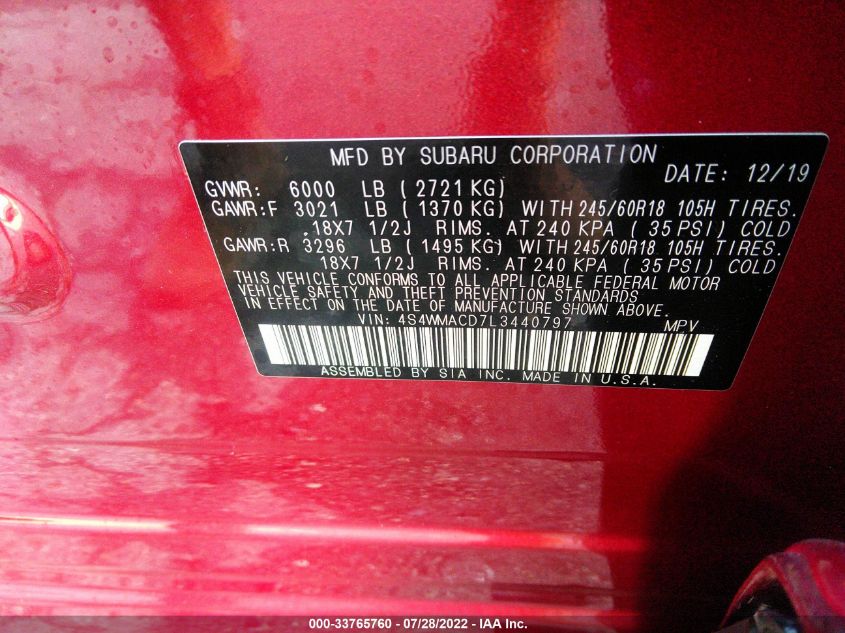 MFD BY SUBARU CORPORATION
DATE: 12/19
GVWR: 6000 LB ( 2721 KG)
GAWR:F 3021 LB ( 1370 KG) WITH 245/60R18 105H TIRES.
18X7 1/2J RIMS. AT 240 KPA ( 35 PSI) COLD
GAWR:R 3296 LB ( 1495 KG) WITH 245/60R18 105H TIRES.
18X7 1/2J RIMS. AT 240 KPA ( 35 PSI) COLD
THIS VEHICLE CONFORMS TO ALL APPLICABLE FEDERAL MOTOR
VEHICLE SAFETY AND THEFT PREVENTION STANDARDS
IN EFFECT ON THE DATE OF MANUFACTURE SHOWN ABOVE.
VIN: 4S4WMACD7L3440797 MPV
ASSEMBLED BY SIA INC. MADE IN U.S.A.
000-33765760 - 07/28/2022 - IAA Inc.